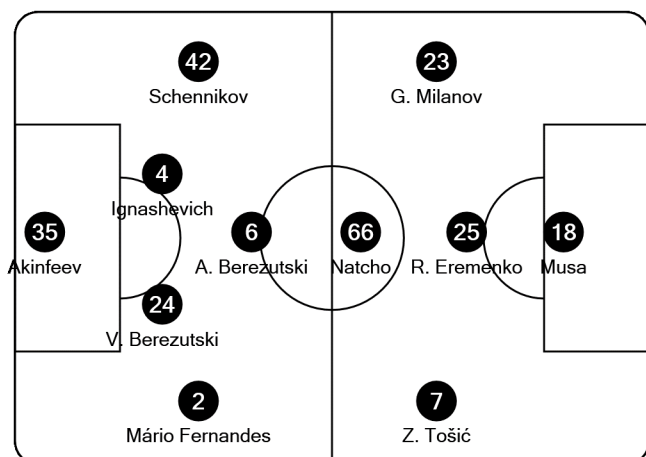 42
Schennikov
23
G. Milanov
4
Ignashevich
35
Akinfeev
6
A. Berezutski
66
Natcho
25
R. Eremenko
18
Musa
24
V. Berezutski
2
Mário Fernandes
7
Z. Tošić